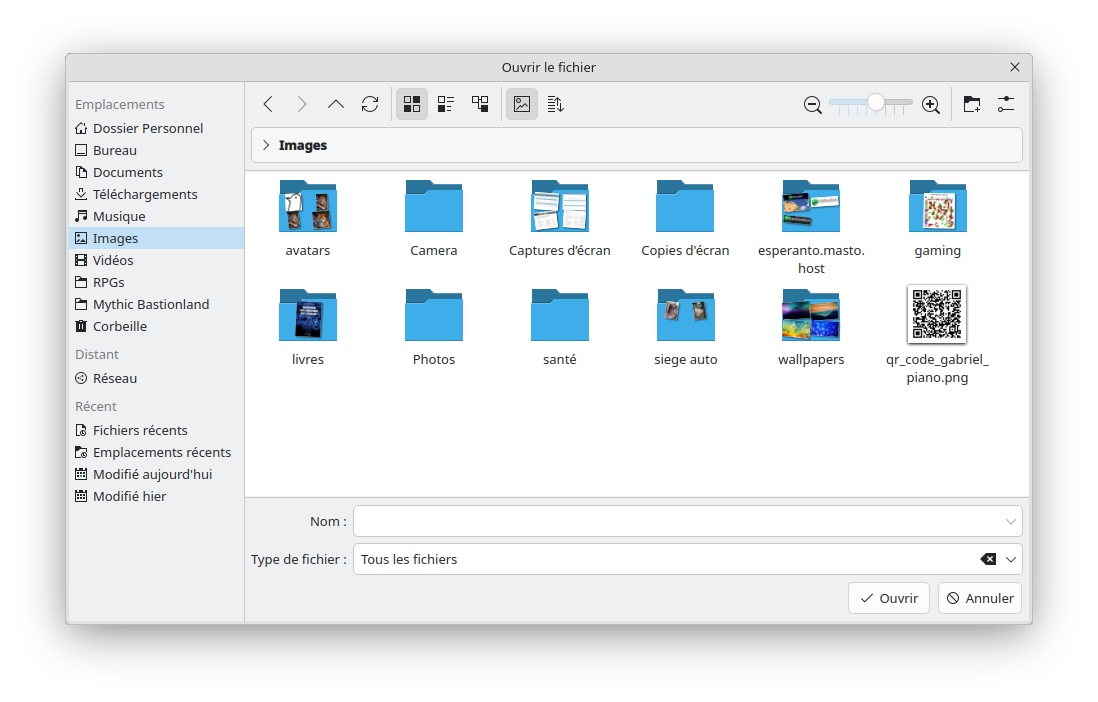 Ouvrir le fichier
Emplacements
Dossier Personnel
Bureau
Documents
Téléchargements
Musique
Images
Vidéos
RPGs
Mythic Bastionland
Corbeille
Distant
Réseau
Récent
Fichiers récents
Emplacements récents
Modifié aujourd'hui
Modifié hier
Images
avatars
Camera
Captures d’écran
Copies d'écran
esperanto.masto.
host
gaming
livres
Photos
santé
siege auto
wallpapers
qr_code_gabriel_
piano.png
Nom :
Type de fichier :
Tous les fichiers
Ouvrir
Annuler